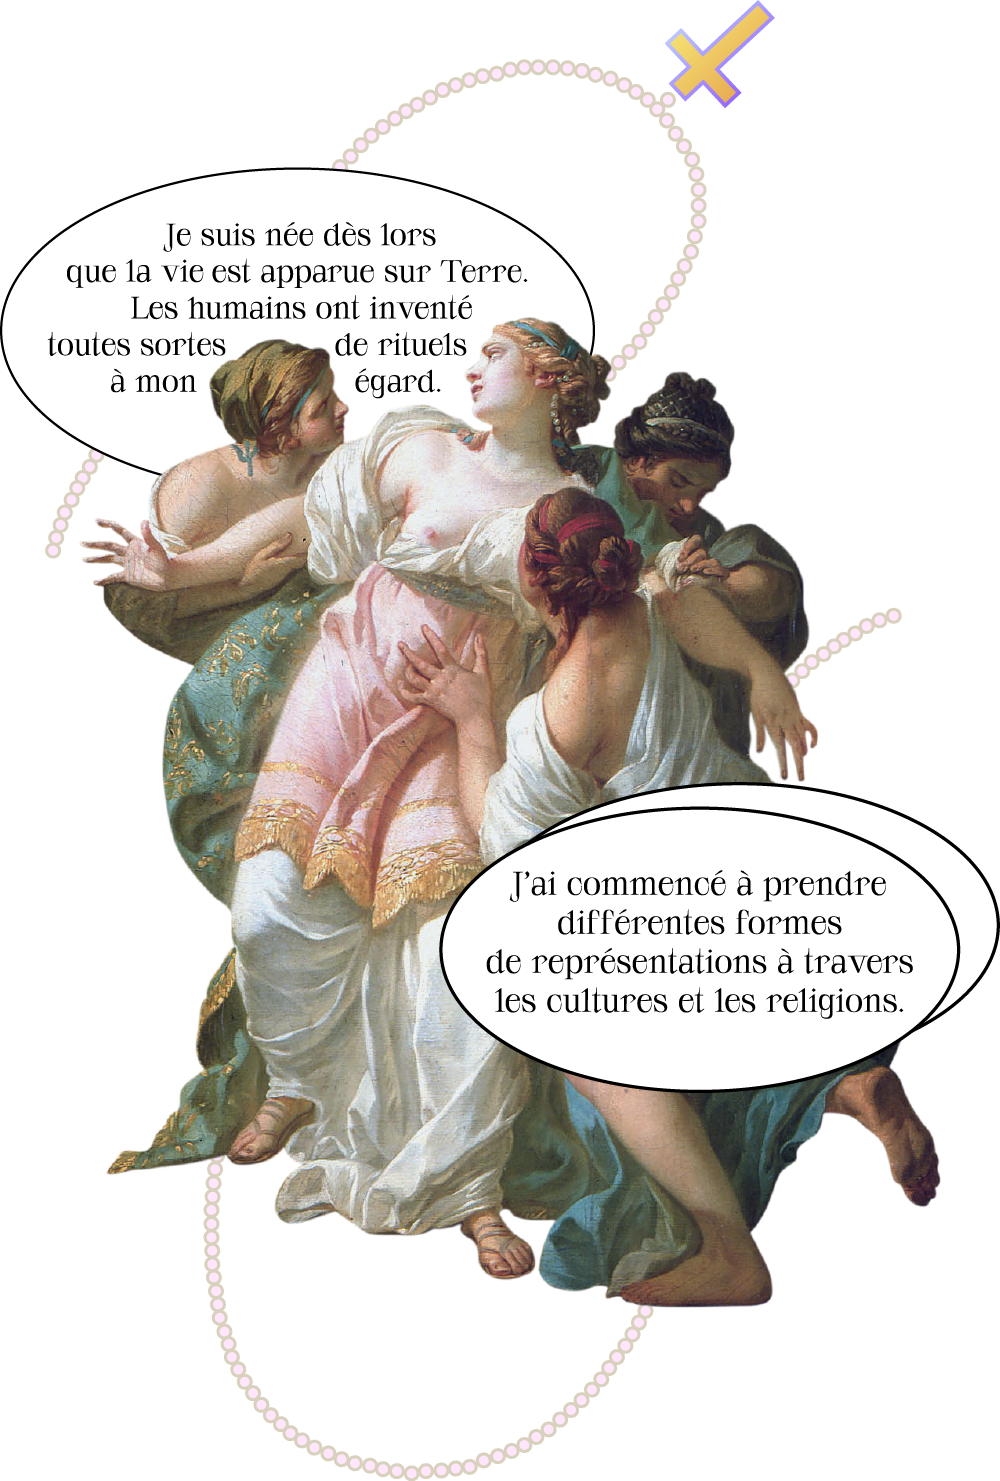 Je suis née dès lors
que la vie est apparue sur Terre.
Les humains ont inventé
toutes sortes de rituels
à mon égard.
J'ai commencé à prendre
différentes formes
de représentations à travers
les cultures et les religions.